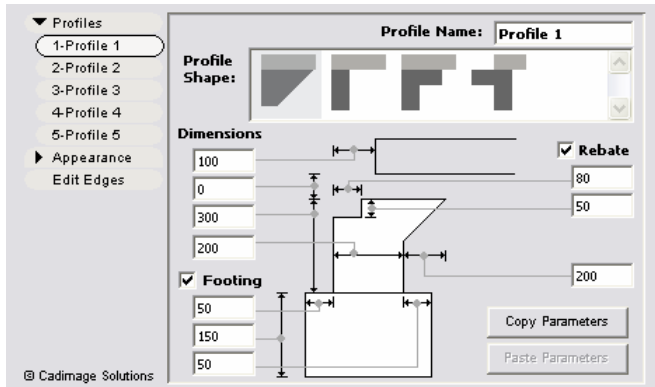 Profiles
1-Profile 1
2-Profile 2
3-Profile 3
4-Profile 4
5-Profile 5
Appearance
Edit Edges
© Cadimage Solutions
Profile Name: Profile 1
Profile
Shape:
Dimensions
100
0
300
200
Footing
50
150
50
Rebate
80
50
200
Copy Parameters
Paste Parameters